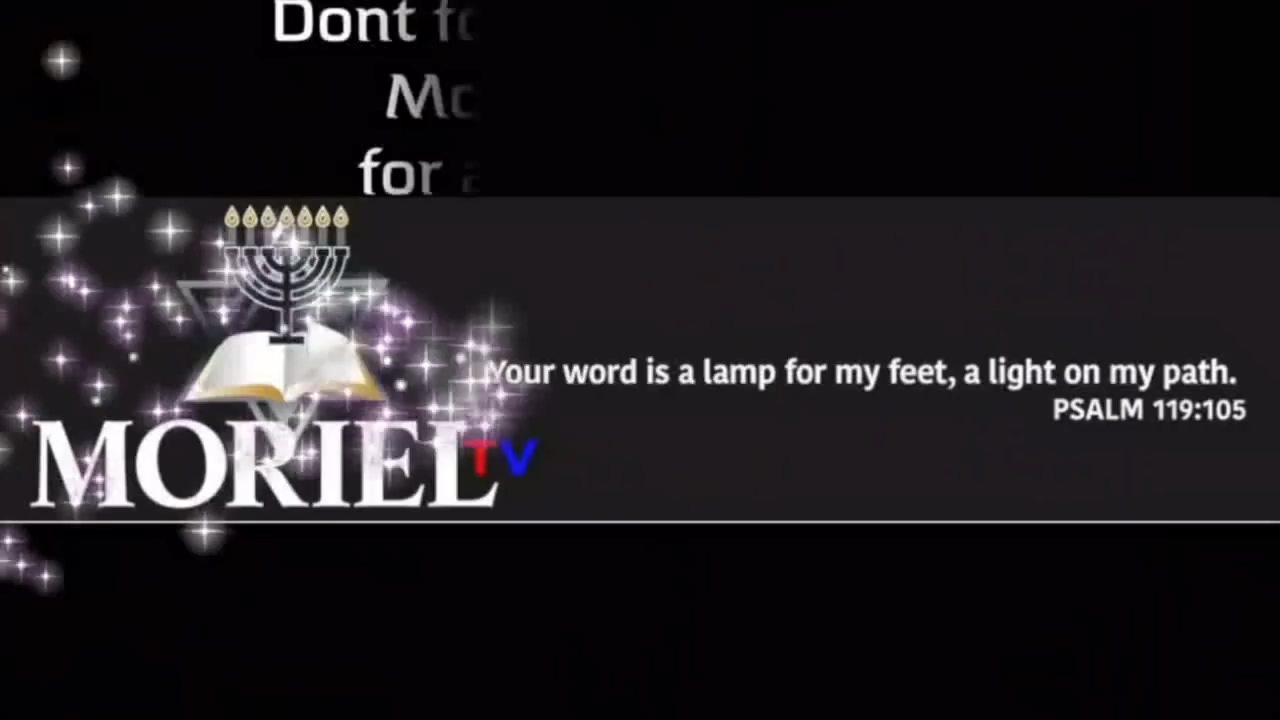 Dont
for
Your word is a lamp for my feet, a light on my path.
PSALM 119:105
MORIEL TV